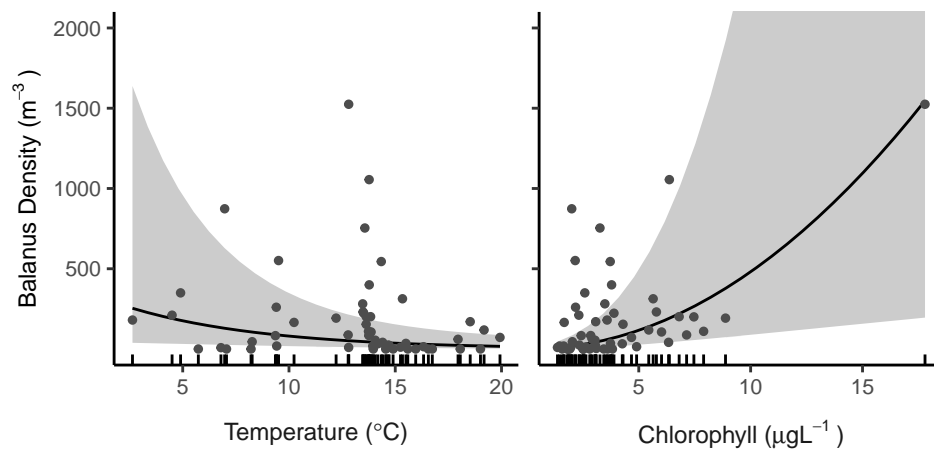 Balanus Density (m⁻³ )
2000
1500
1000
500
5 10 15 20
5 10 15
Temperature (°C)
Chlorophyll (μgL⁻¹ )